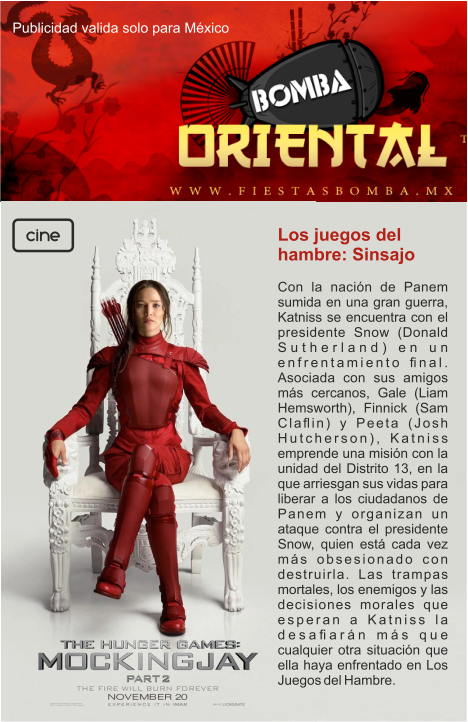 Publicidad valida solo para México
BOMBA
ORIENTAL
T
WWW.FIESTASBOMBA.MX
cine
Los juegos del
hambre: Sinsajo
Con la nación de Panem
sumida en una gran guerra,
Katniss se encuentra con el
presidente Snow (Donald
Sutherland) en un
enfrentamiento final.
Asociada con sus amigos
más cercanos, Gale (Liam
Hemsworth), Finnick (Sam
Claflin) y Peeta (Josh
Hutcherson), Katniss
emprende una misión con la
unidad del Distrito 13, en la
que arriesgan sus vidas para
liberar a los ciudadanos de
Panem y organizan un
ataque contra el presidente
Snow, quien está cada vez
más obsesionado con
destruirla. Las trampas
mortales, los enemigos y las
decisiones morales que
esperan a Katniss la
desafiarán más que
cualquier otra situación que
ella haya enfrentado en Los
Juegos del Hambre.
THE HUNGER GAMES:
MOCKINGJAY
PART 2
THE FIRE WILL BURN FOREVER
NOVEMBER 20
EXPERIENCE IT IN IMAX
LIONSGATE